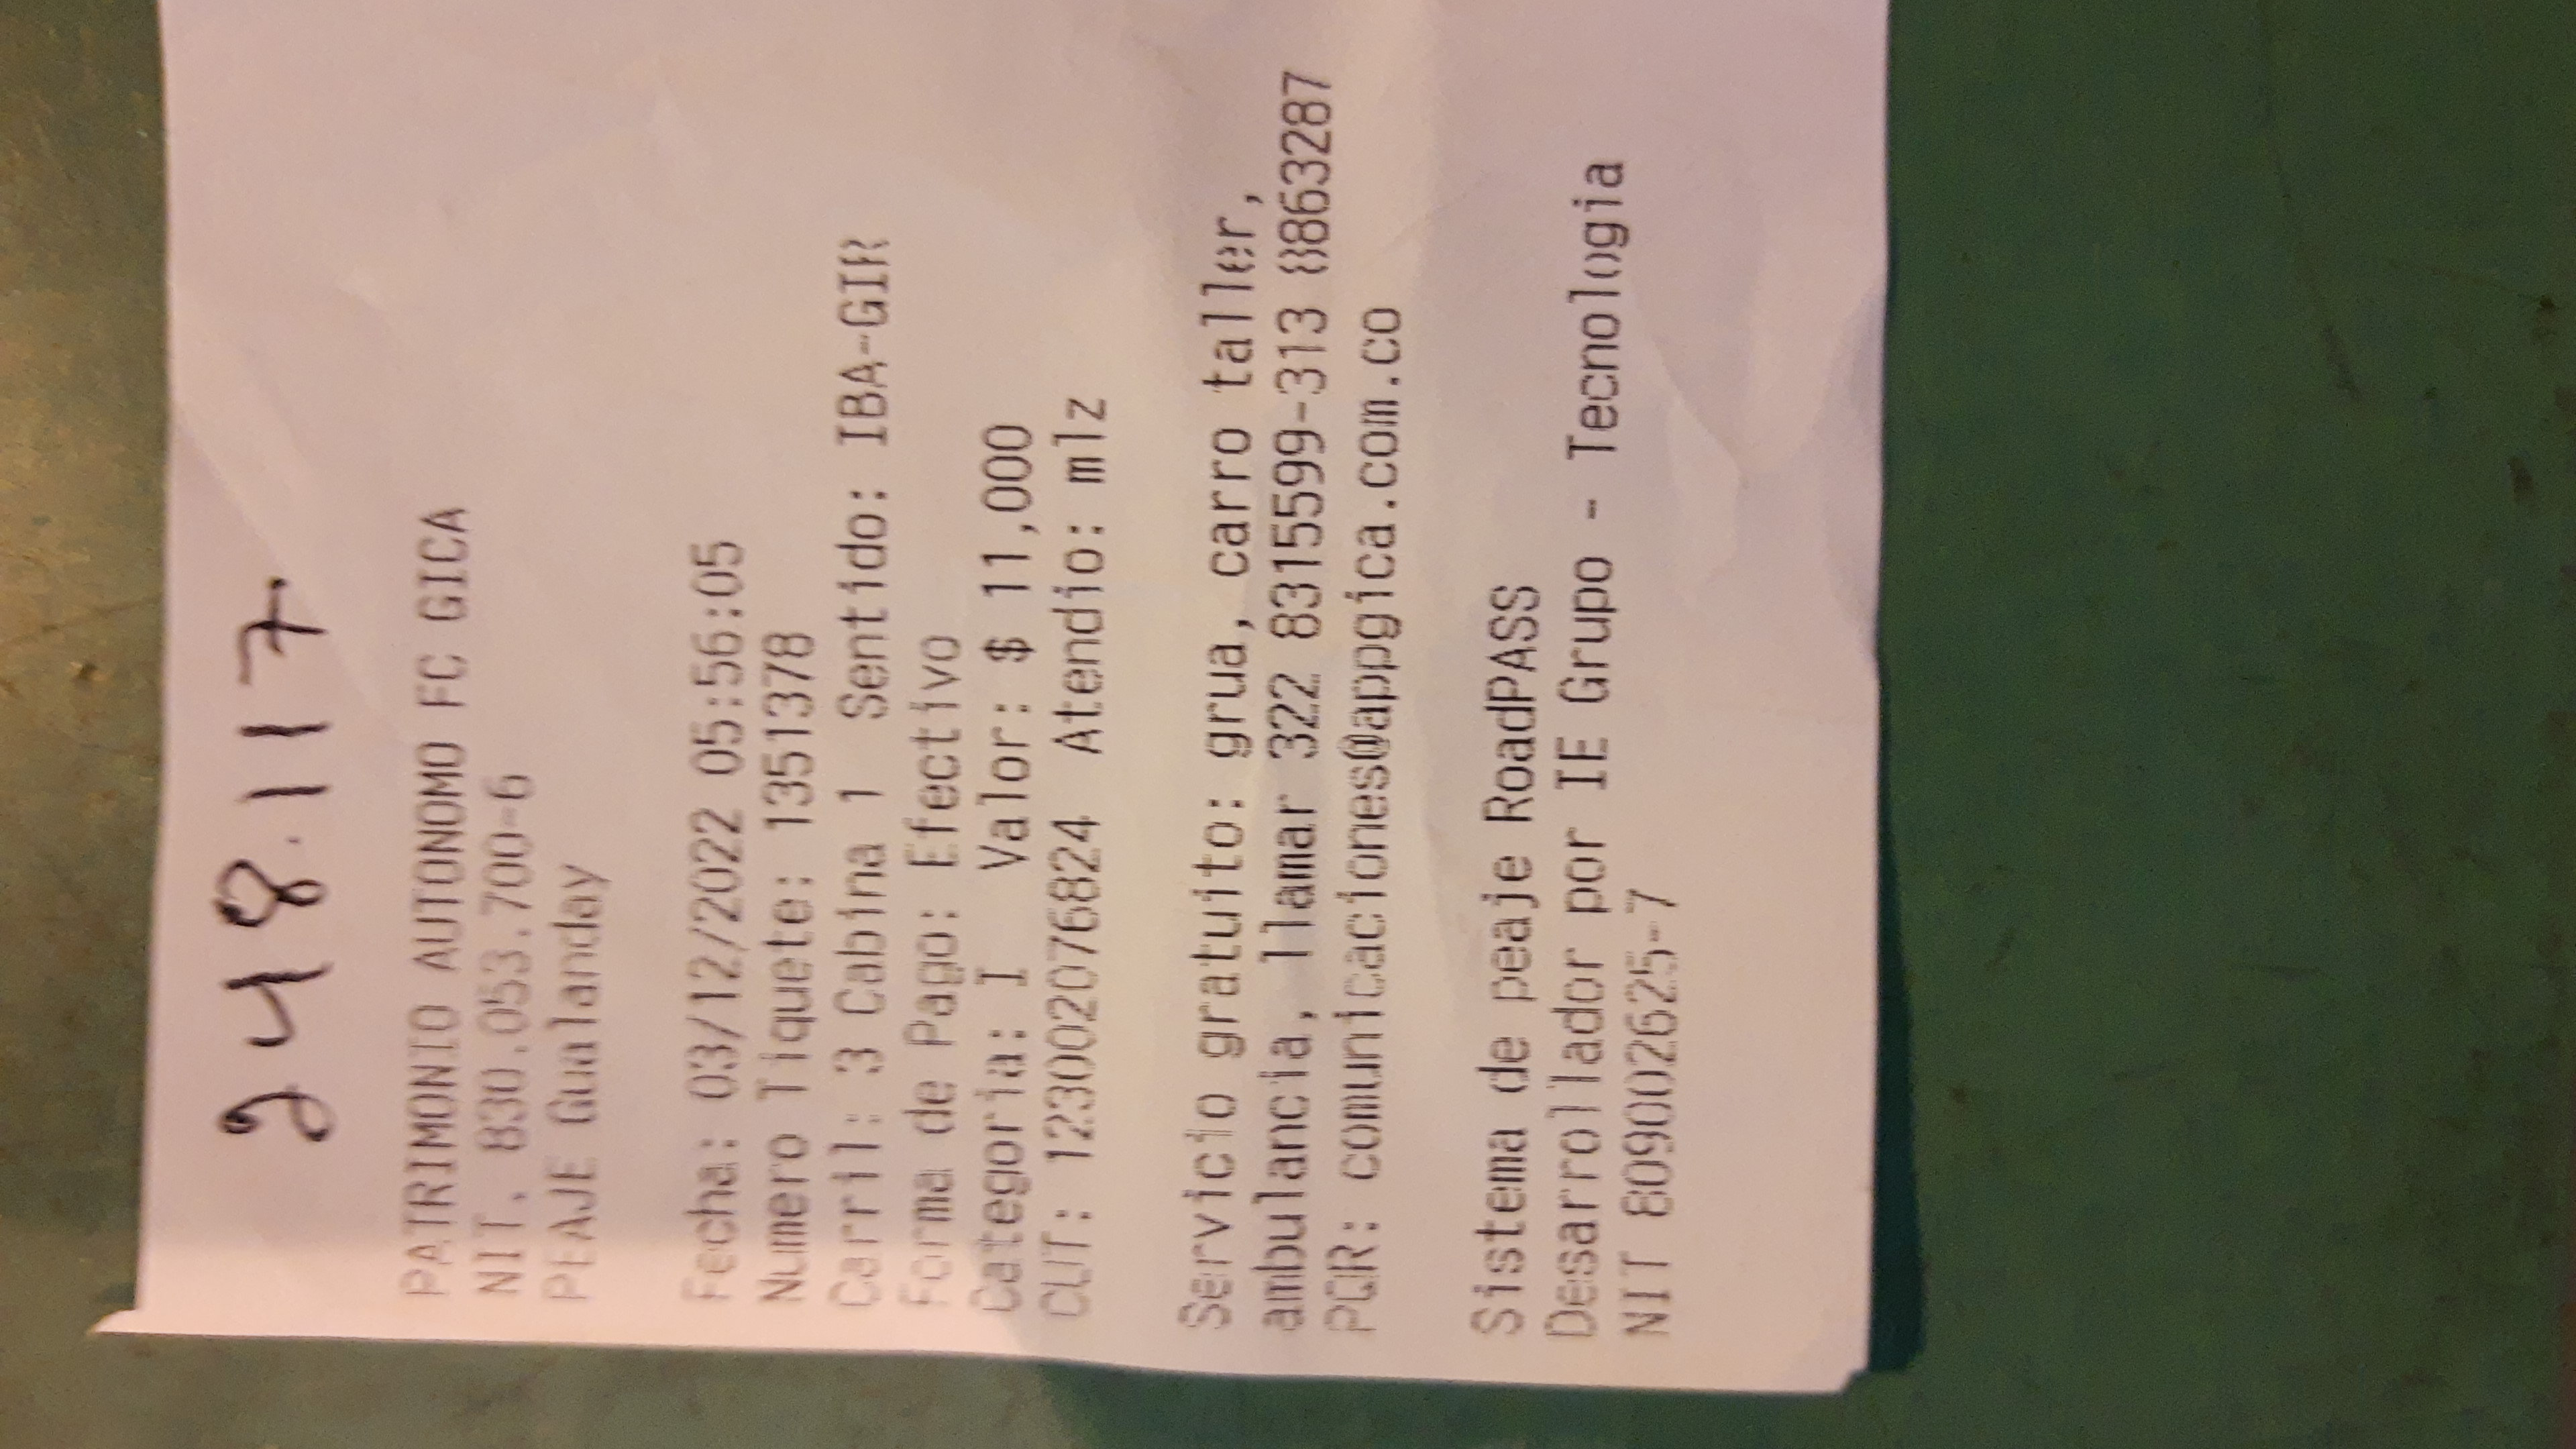 248.117.
PATRIMONIO AUTONOMO FC GICA
NIT. 830.053.700-6
PEAJE Gualanday
Fecha: 03/12/2022 05:56:05
Numero Tiquete: 1351378
Carril: 3 Cabina 1 Sentido: IBA-GIR
Forma de Pago: Efectivo
Categoria: I Valor: $ 11,000
CUT: 123002076824 Atendio: mlz
Servicio gratuito: grua, carro taller,
ambulancia, llamar 322 8315599-313 8863287
PQR: comunicaciones@appgica.com.co
Sistema de peaje RoadPASS
Desarrollador por IE Grupo - Tecnologia
NIT 809002625-7